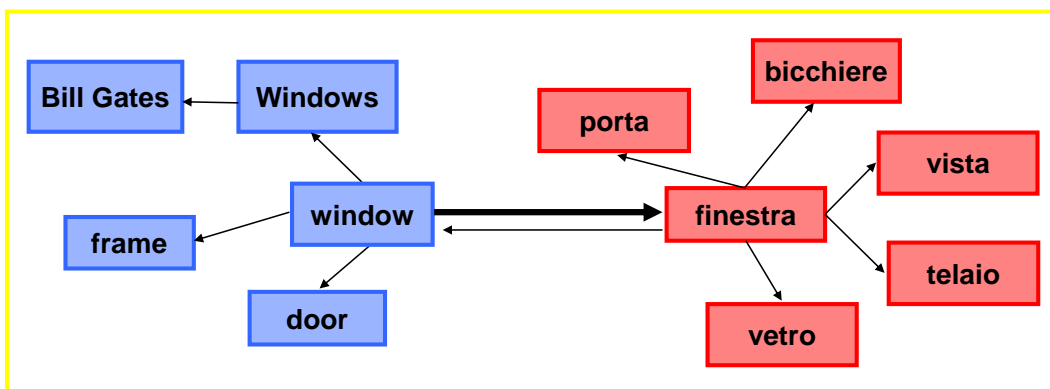 bicchiere
Bill Gates
Windows
porta
vista
window
finestra
frame
telaio
door
vetro